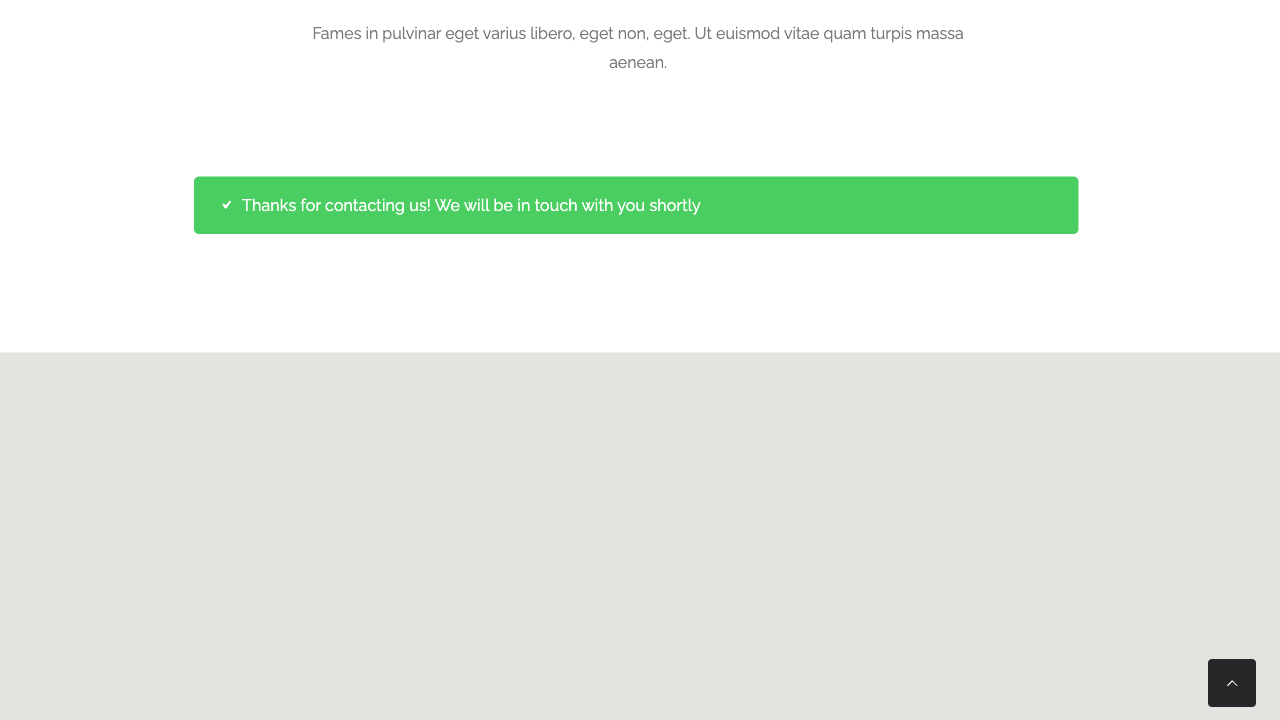 Fames in pulvinar eget varius libero, eget non, eget. Ut euismod vitae quam turpis massa
aenean.
Thanks for contacting us! We will be in touch with you shortly